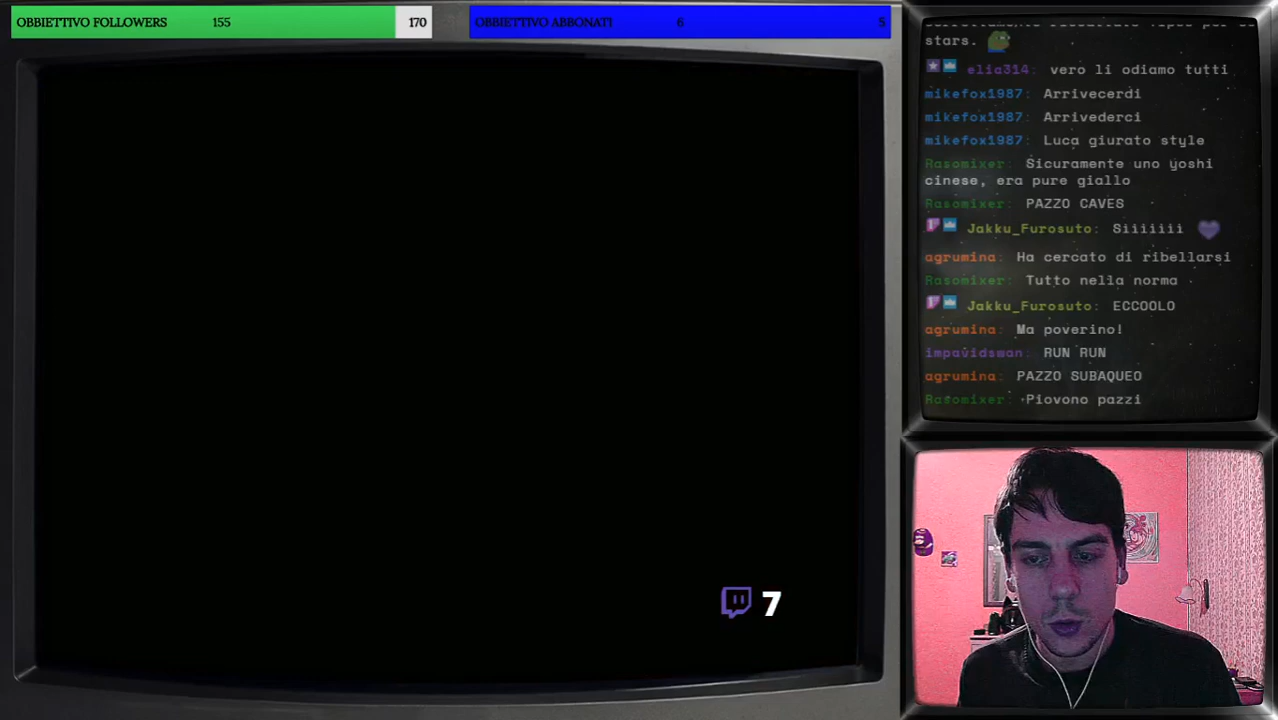 OBBIETTIVO FOLLOWERS 155 170
OBBIETTIVO ABBONATI 6 5
stars.
elia314: vero li odiamo tutti
mikefox1987: Arrivecerdi
mikefox1987: Arrivederci
mikefox1987: Luca giurato style
Rasomixer: Sicuramente uno yoshi
cinese, era pure giallo
Rasomixer: PAZZO CAVES
Jakku_Furosuto: Siiiiiii
agrumina: Ha cercato di ribellarsi
Rasomixer: Tutto nella norma
Jakku_Furosuto: ECCOOLO
agrumina: Ma poverino!
impavidswan: RUN RUN
agrumina: PAZZO SUBAQUEO
Rasomixer: Piovono pazzi
7